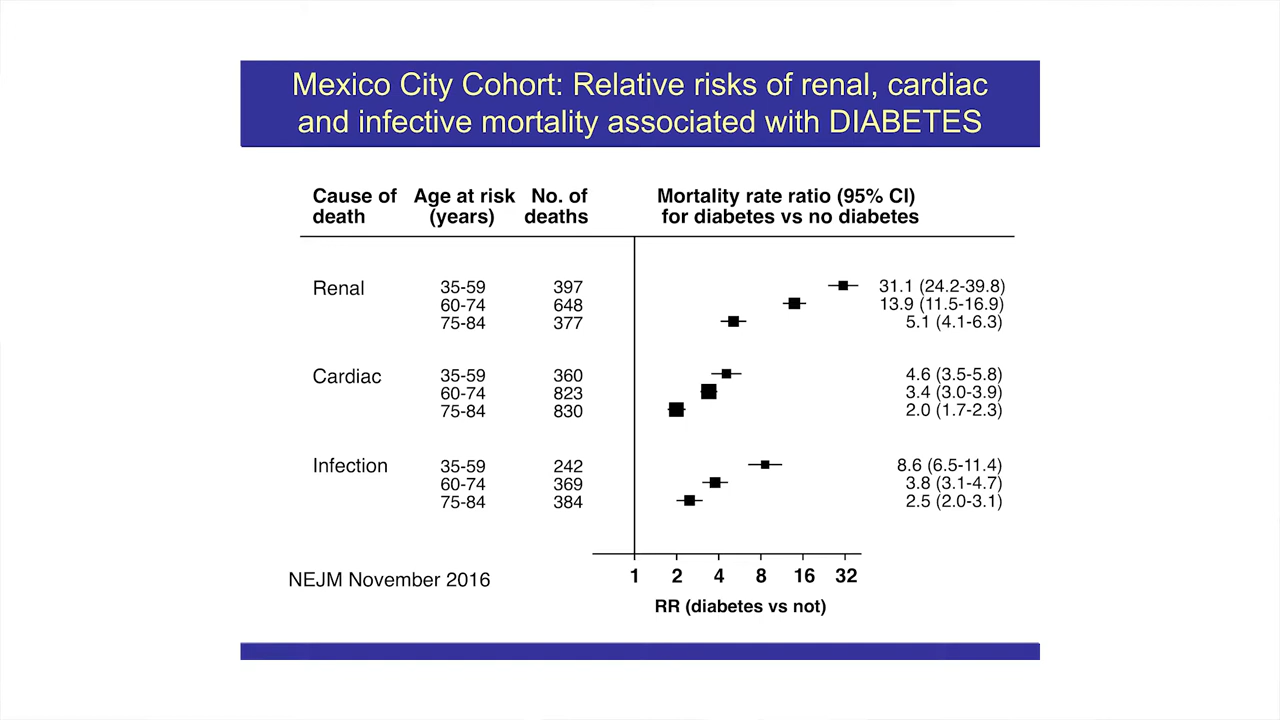 Mexico City Cohort: Relative risks of renal, cardiac
and infective mortality associated with DIABETES
Cause of death Age at risk (years) No. of deaths Mortality rate ratio (95% CI) for diabetes vs no diabetes
Renal 35-59 397 31.1 (24.2-39.8)
60-74 648 13.9 (11.5-16.9)
75-84 377 5.1 (4.1-6.3)
Cardiac 35-59 360 4.6 (3.5-5.8)
60-74 823 3.4 (3.0-3.9)
75-84 830 2.0 (1.7-2.3)
Infection 35-59 242 8.6 (6.5-11.4)
60-74 369 3.8 (3.1-4.7)
75-84 384 2.5 (2.0-3.1)
1 2 4 8 16 32
NEJM November 2016
RR (diabetes vs not)